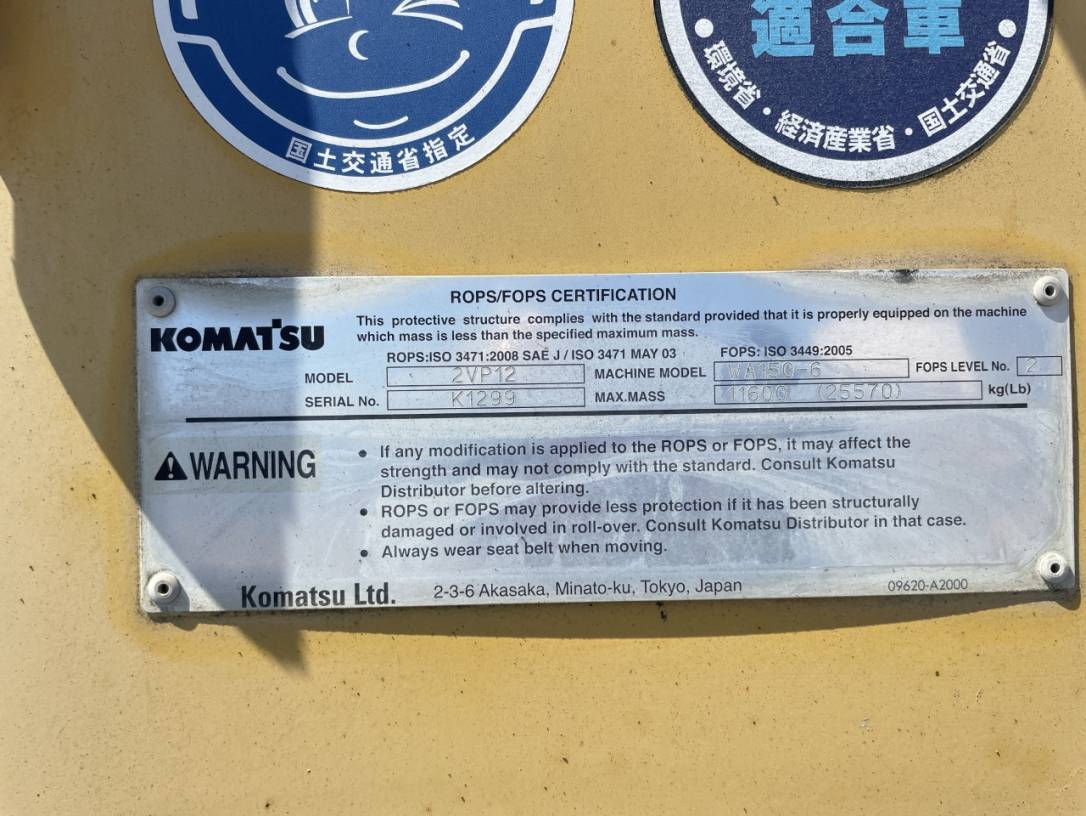 国土交通省指定
適合車
環境省・経済産業省・国土交通省
ROPS/FOPS CERTIFICATION
KOMATSU
This protective structure complies with the standard provided that it is properly equipped on the machine
which mass is less than the specified maximum mass.
ROPS:ISO 3471:2008 SAE J / ISO 3471 MAY 03 FOPS: ISO 3449:2005
MODEL 2VP12 MACHINE MODEL WA150-6 FOPS LEVEL No. 2
SERIAL No. K1299 MAX.MASS 11600 (25570) kg(Lb)
WARNING
• If any modification is applied to the ROPS or FOPS, it may affect the
strength and may not comply with the standard. Consult Komatsu
Distributor before altering.
• ROPS or FOPS may provide less protection if it has been structurally
damaged or involved in roll-over. Consult Komatsu Distributor in that case.
• Always wear seat belt when moving.
Komatsu Ltd. 2-3-6 Akasaka, Minato-ku, Tokyo, Japan 09620-A2000